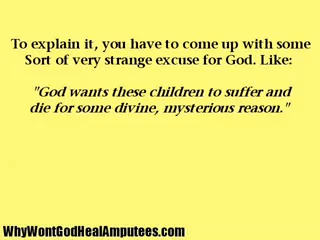 To explain it, you have to come up with some
Sort of very strange excuse for God. Like:
"God wants these children to suffer and
die for some divine, mysterious reason."
WhyWontGodHealAmputees.com